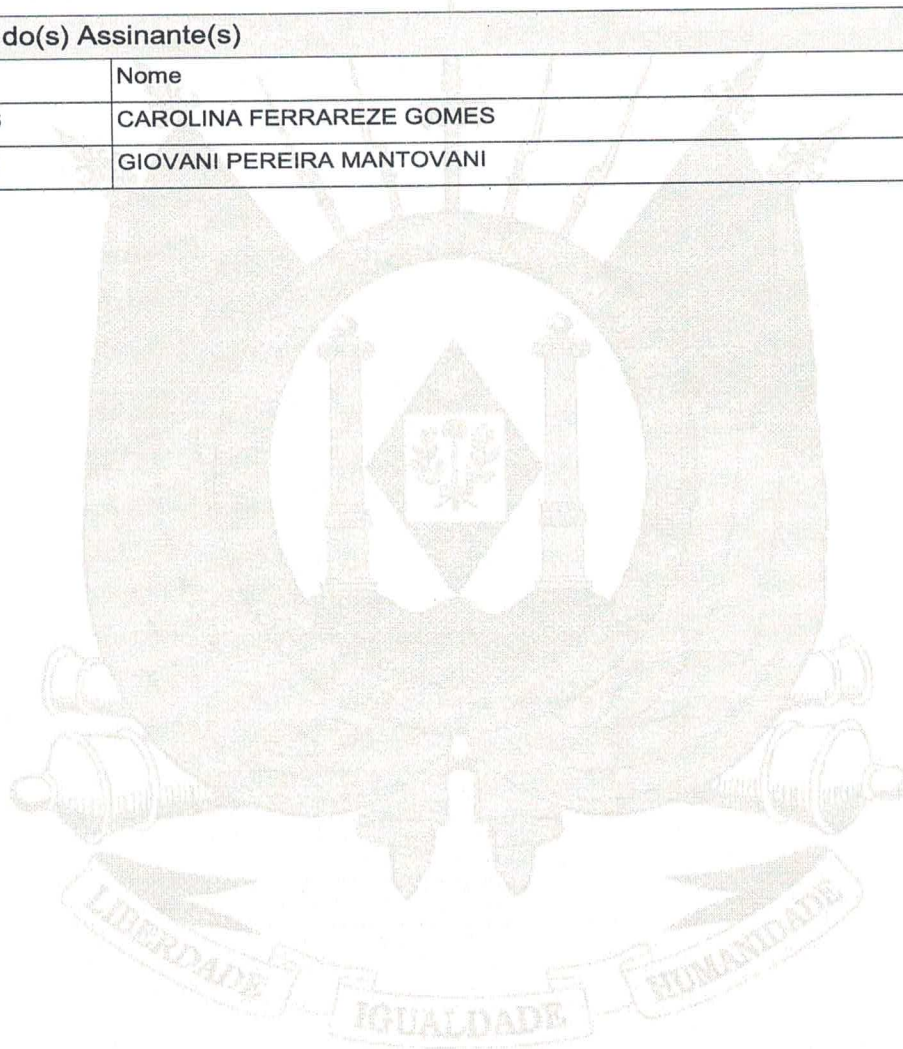 do(s) Assinante(s)
Nome
CAROLINA FERRAREZE GOMES
GIOVANI PEREIRA MANTOVANI
LIBERDADE
IGUALDADE
HUMANIDADE